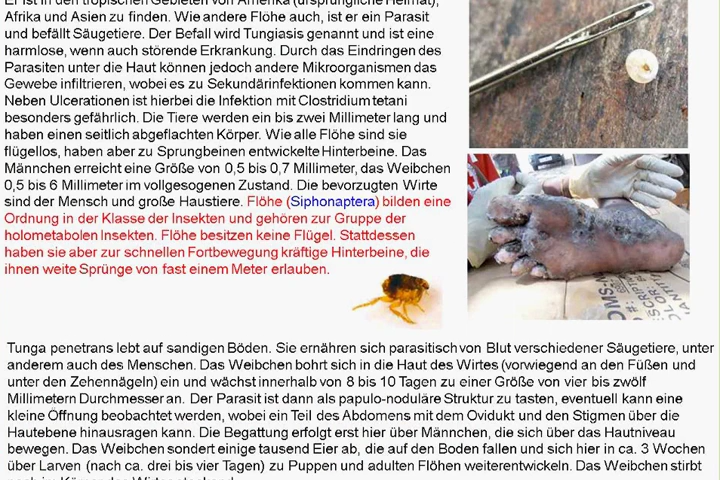 Er ist in den tropischen Gebieten von Amerika (ursprüngliche Heimat),
Afrika und Asien zu finden. Wie andere Flöhe auch, ist er ein Parasit
und befällt Säugetiere. Der Befall wird Tungiasis genannt und ist eine
harmlose, wenn auch störende Erkrankung. Durch das Eindringen des
Parasiten unter die Haut können jedoch andere Mikroorganismen das
Gewebe infiltrieren, wobei es zu Sekundärinfektionen kommen kann.
Neben Ulcerationen ist hierbei die Infektion mit Clostridium tetani
besonders gefährlich. Die Tiere werden ein bis zwei Millimeter lang und
haben einen seitlich abgeflachten Körper. Wie alle Flöhe sind sie
flügellos, haben aber zu Sprungbeinen entwickelte Hinterbeine. Das
Männchen erreicht eine Größe von 0,5 bis 0,7 Millimeter, das Weibchen
0,5 bis 6 Millimeter im vollgesogenen Zustand. Die bevorzugten Wirte
sind der Mensch und große Haustiere. Flöhe (Siphonaptera) bilden eine
Ordnung in der Klasse der Insekten und gehören zur Gruppe der
holometabolen Insekten. Flöhe besitzen keine Flügel. Stattdessen
haben sie aber zur schnellen Fortbewegung kräftige Hinterbeine, die
ihnen weite Sprünge von fast einem Meter erlauben.
Tunga penetrans lebt auf sandigen Böden. Sie ernähren sich parasitisch von Blut verschiedener Säugetiere, unter
anderem auch des Menschen. Das Weibchen bohrt sich in die Haut des Wirtes (vorwiegend an den Füßen und
unter den Zehennägeln) ein und wächst innerhalb von 8 bis 10 Tagen zu einer Größe von vier bis zwölf
Millimetern Durchmesser an. Der Parasit ist dann als papulo-noduläre Struktur zu tasten, eventuell kann eine
kleine Öffnung beobachtet werden, wobei ein Teil des Abdomens mit dem Ovidukt und den Stigmen über die
Hautebene hinausragen kann. Die Begattung erfolgt erst hier über Männchen, die sich über das Hautniveau
bewegen. Das Weibchen sondert einige tausend Eier ab, die auf den Boden fallen und sich hier in ca. 3 Wochen
über Larven (nach ca. drei bis vier Tagen) zu Puppen und adulten Flöhen weiterentwickeln. Das Weibchen stirbt